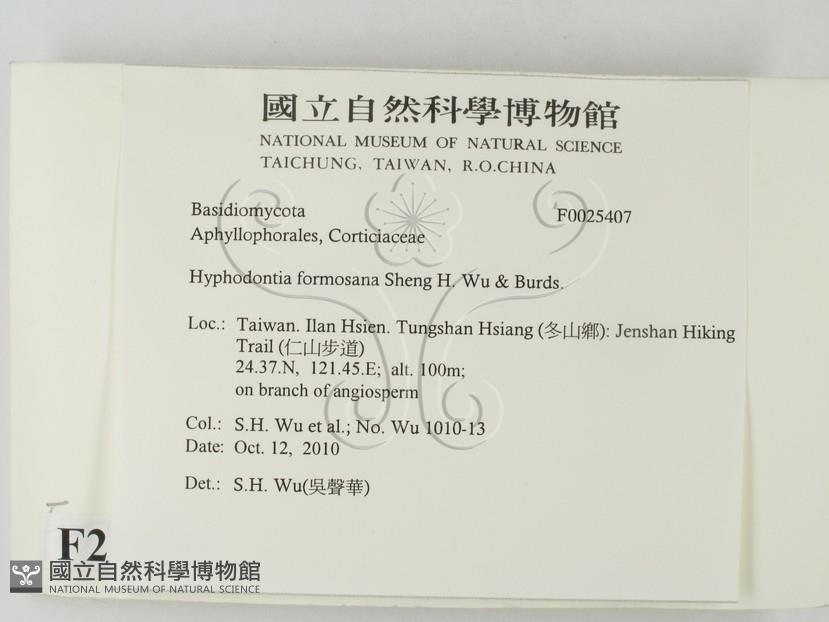 國立自然科學博物館
NATIONAL MUSEUM OF NATURAL SCIENCE
TAICHUNG, TAIWAN, R.O.CHINA
Basidiomycota F0025407
Aphyllophorales, Corticiaceae
Hyphodontia formosana Sheng H. Wu & Burds.
Loc.: Taiwan. Ilan Hsien. Tungshan Hsiang (冬山鄉): Jenshan Hiking
Trail (仁山步道)
24.37.N, 121.45.E; alt. 100m;
on branch of angiosperm
Col.: S.H. Wu et al.; No. Wu 1010-13
Date: Oct. 12, 2010
Det.: S.H. Wu(吳聲華)
F2
國立自然科學博物館
NATIONAL MUSEUM OF NATURAL SCIENCE